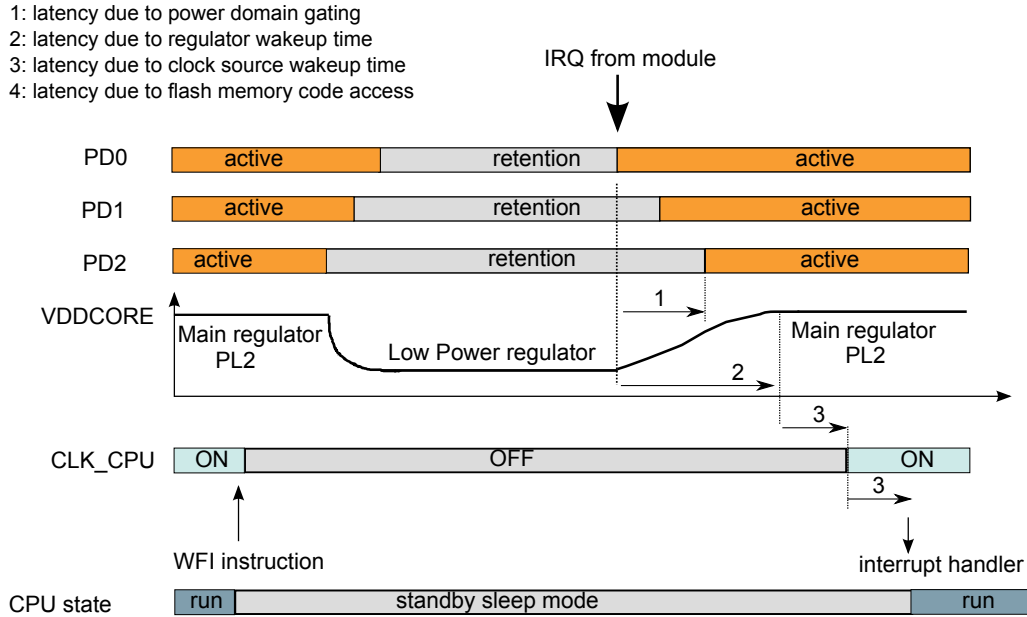 1: latency due to power domain gating
2: latency due to regulator wakeup time
3: latency due to clock source wakeup time
4: latency due to flash memory code access
IRQ from module
PD0 active retention active
PD1 active retention active
PD2 active retention active
1
VDDCORE
Main regulator
PL2
Low Power regulator
Main regulator
PL2
2
3
CLK_CPU ON OFF ON
3
WFI instruction
interrupt handler
CPU state run standby sleep mode run